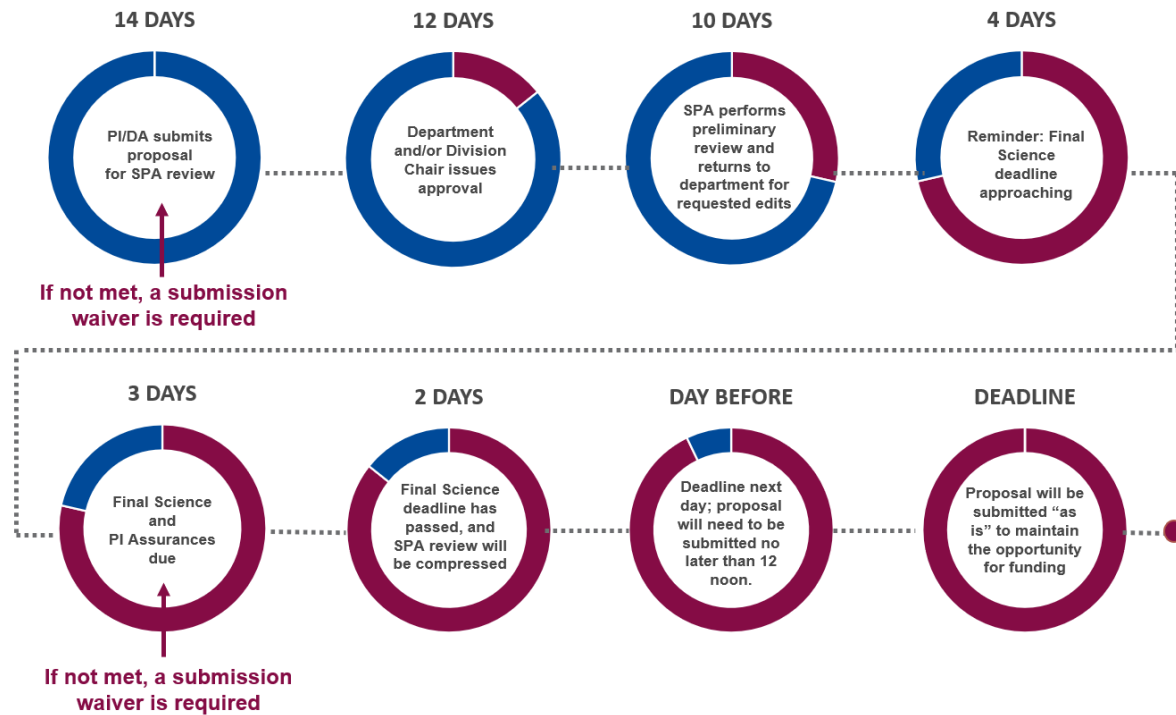 14 DAYS
PI/DA submits
proposal
for SPA review
If not met, a submission
waiver is required
12 DAYS
Department
and/or Division
Chair issues
approval
10 DAYS
SPA performs
preliminary
review and
returns to
department for
requested edits
4 DAYS
Reminder: Final
Science
deadline
approaching
3 DAYS
Final Science
and
PI Assurances
due
If not met, a submission
waiver is required
2 DAYS
Final Science
deadline has
passed, and
SPA review will
be compressed
DAY BEFORE
Deadline next
day; proposal
will need to be
submitted no
later than 12
noon.
DEADLINE
Proposal will be
submitted “as
is” to maintain
the opportunity
for funding